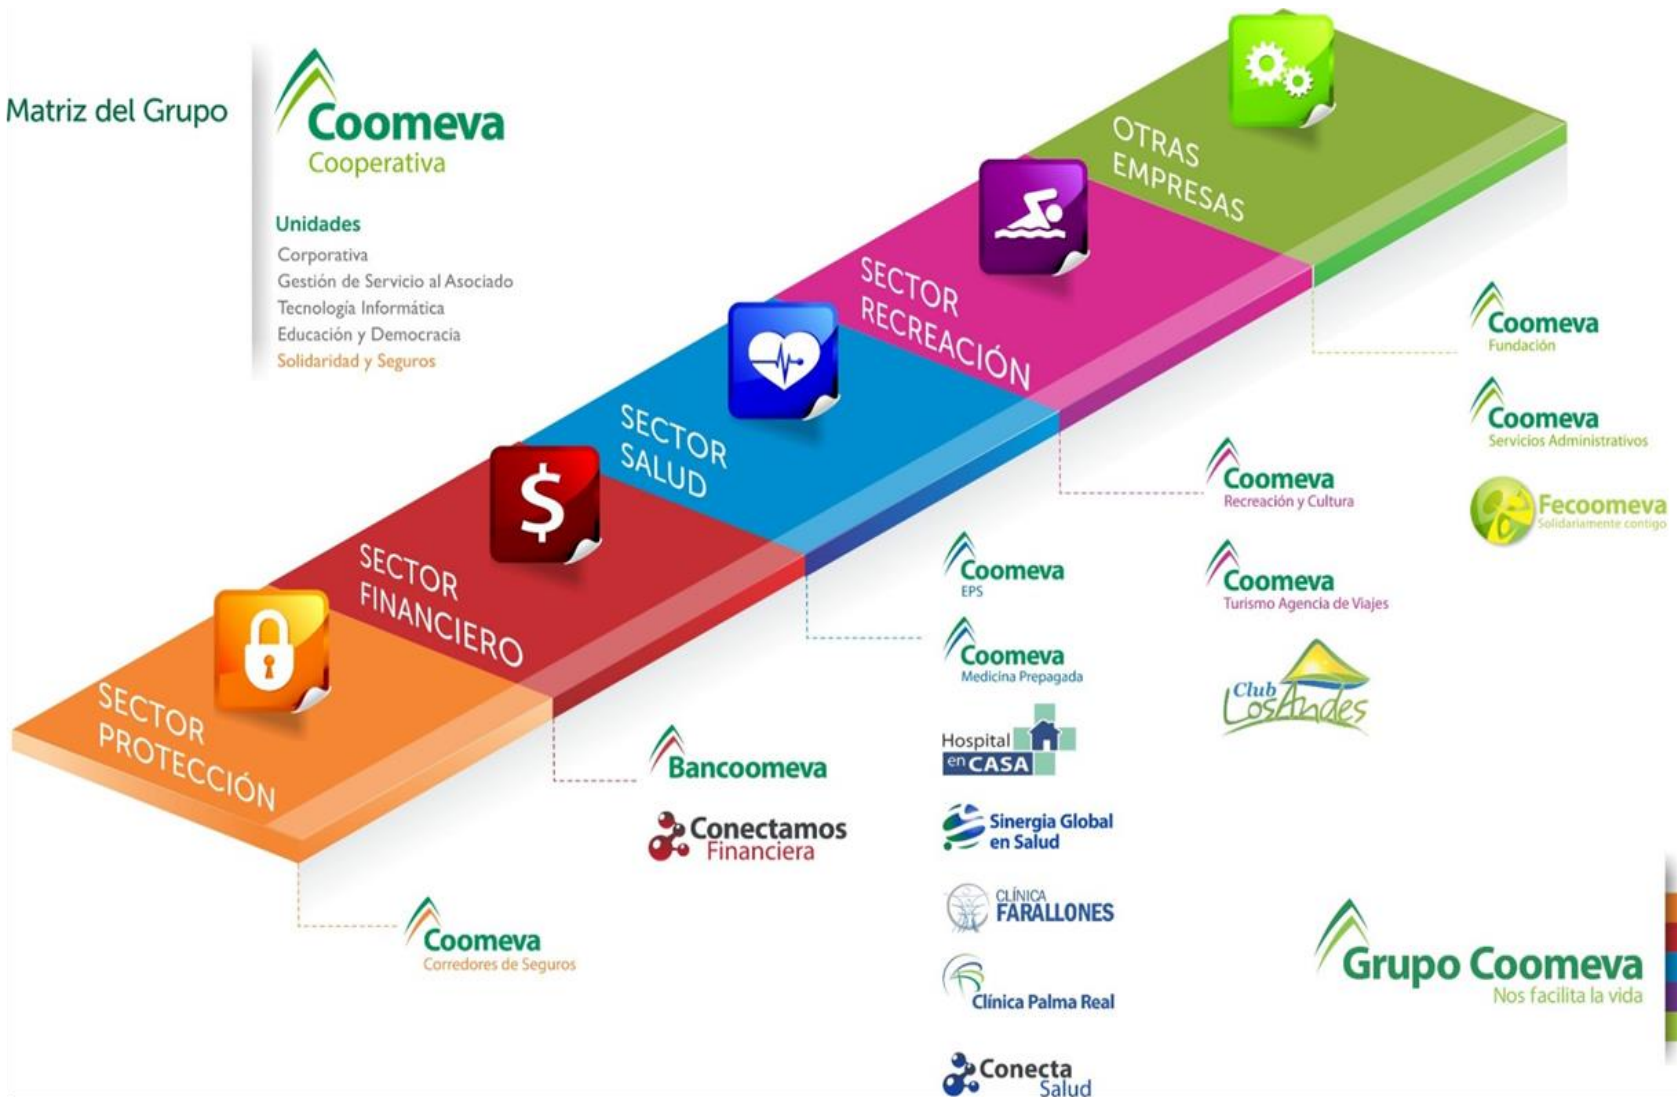 Matriz del Grupo
Coomeva
Cooperativa
Unidades
Corporativa
Gestión de Servicio al Asociado
Tecnología Informática
Educación y Democracia
Solidaridad y Seguros
OTRAS
EMPRESAS
SECTOR
RECREACIÓN
SECTOR
SALUD
$
SECTOR
FINANCIERO
SECTOR
PROTECCIÓN
Coomeva
Corredores de Seguros
Bancoomeva
Conectamos
Financiera
Coomeva
EPS
Coomeva
Medicina Prepagada
Hospital
en CASA
Sinergia Global
en Salud
CLÍNICA
FARALLONES
Clínica Palma Real
Conecta
Salud
Coomeva
Recreación y Cultura
Coomeva
Turismo Agencia de Viajes
Club
LosAndes
Coomeva
Fundación
Coomeva
Servicios Administrativos
Fecoomeva
Solidariamente contigo
Grupo Coomeva
Nos facilita la vida